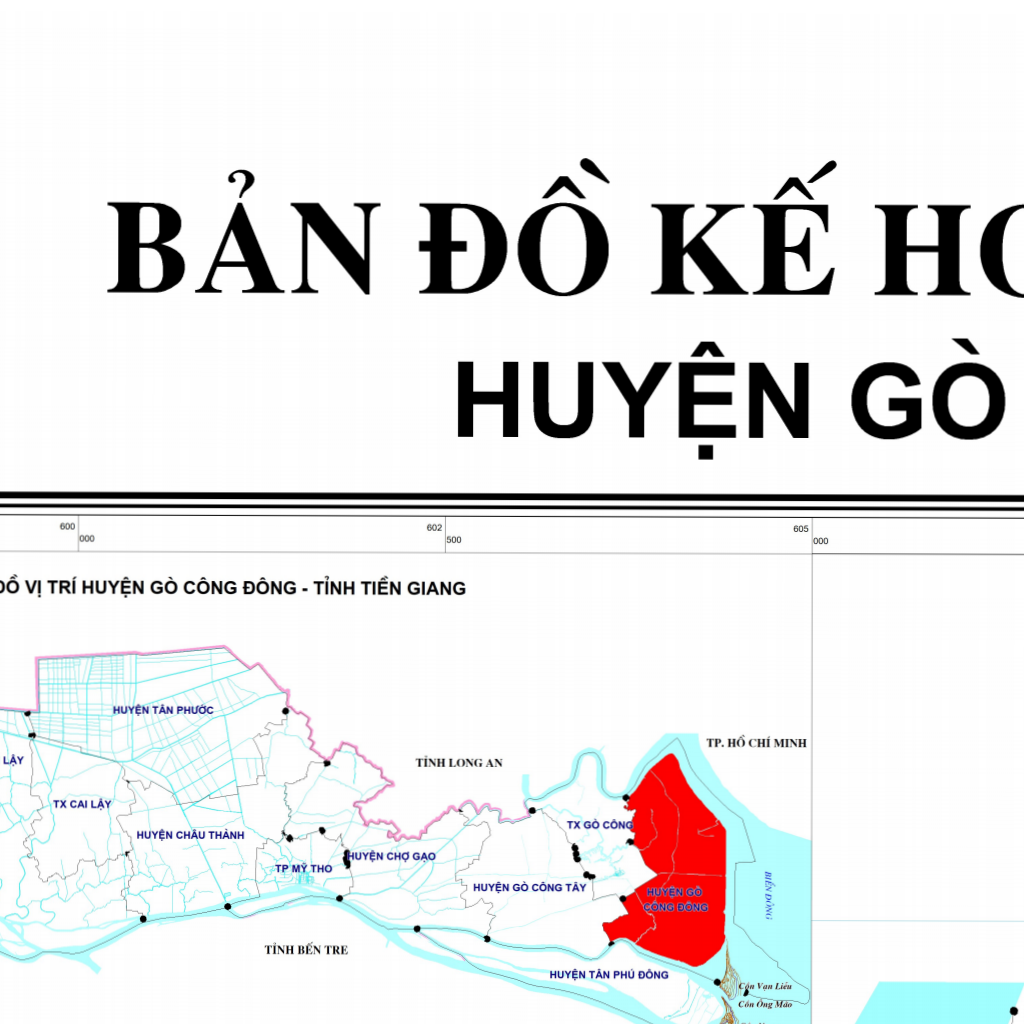 BẢN ĐỒ KẾ HO
HUYỆN GÒ
600
000
602
500
605
000
ĐỒ VỊ TRÍ HUYỆN GÒ CÔNG ĐÔNG - TỈNH TIỀN GIANG
HUYỆN TÂN PHƯỚC
TP. HỒ CHÍ MINH
LẬY
TỈNH LONG AN
TX CAI LẬY
TX GÒ CÔNG
HUYỆN CHÂU THÀNH
HUYỆN CHỢ GẠO
TP MỸ THO
HUYỆN GÒ CÔNG TÂY
HUYỆN GÒ
CÔNG ĐÔNG
BIỂN ĐÔNG
TỈNH BẾN TRE
HUYỆN TÂN PHÚ ĐÔNG
Cồn Vạn Liễu
Cồn Ông Mão